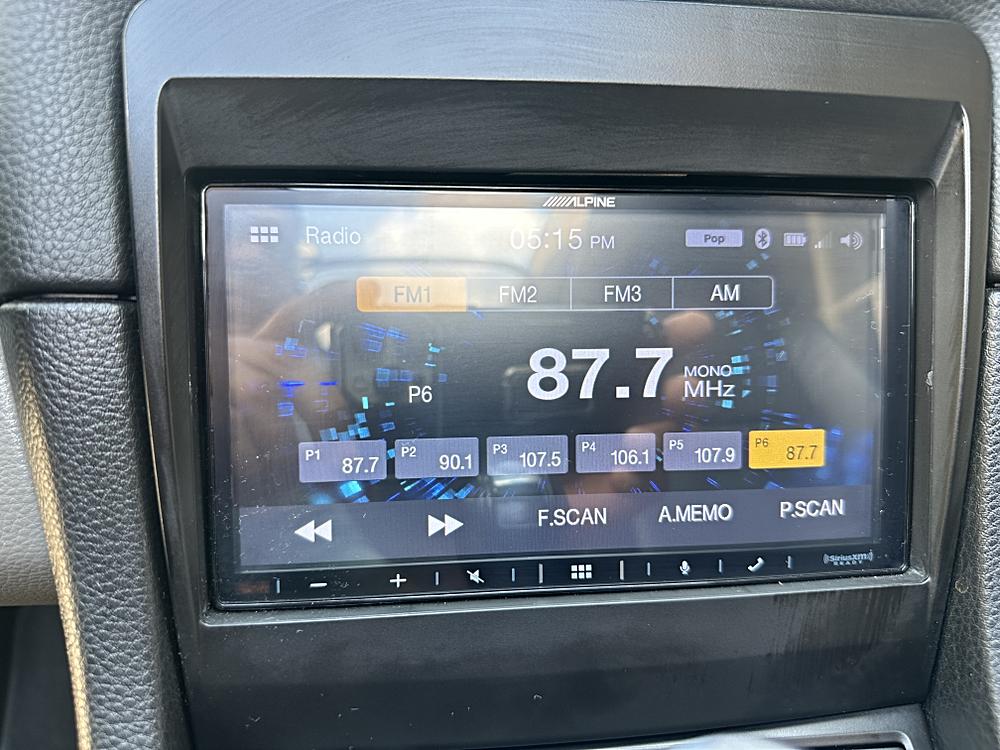 ALPINE
Radio 05:15 PM Pop
FM1 FM2 FM3 AM
P6 87.7 MONO MHz
P1 87.7 P2 90.1 P3 107.5 P4 106.1 P5 107.9 P6 87.7
F.SCAN A.MEMO P.SCAN
SiriusXM
READY